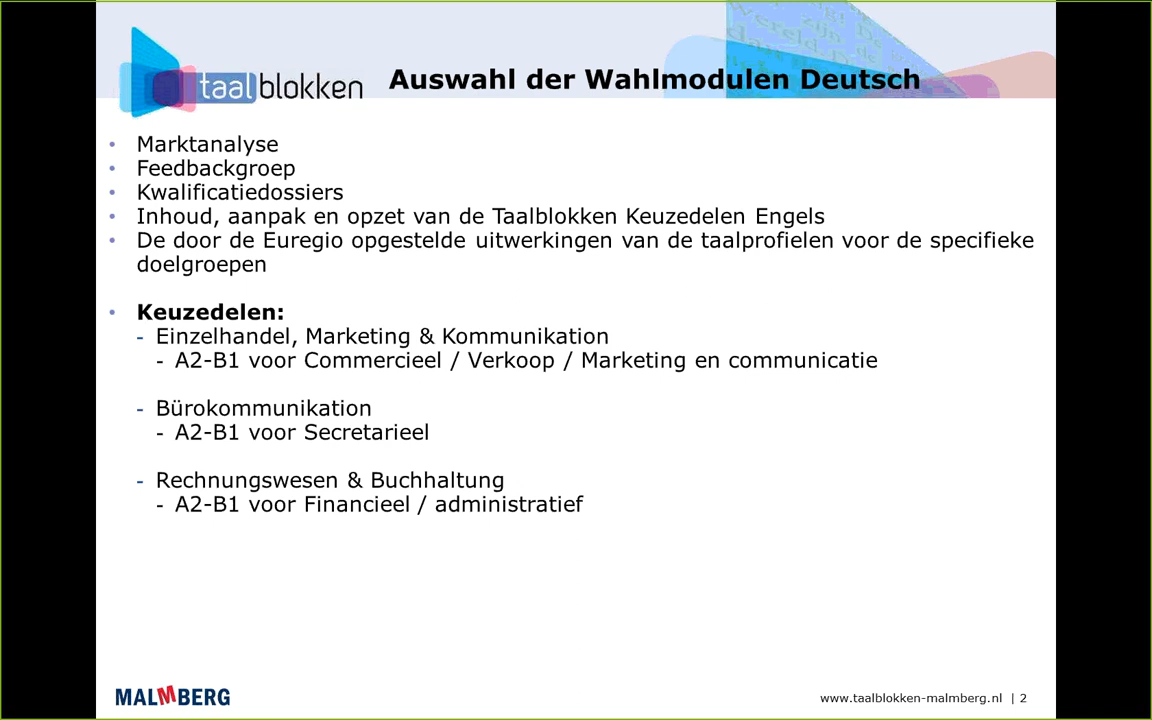 taalblokken
Auswahl der Wahlmodulen Deutsch
• Marktanalyse
• Feedbackgroep
• Kwalificatiedossiers
• Inhoud, aanpak en opzet van de Taalblokken Keuzedelen Engels
• De door de Euregio opgestelde uitwerkingen van de taalprofielen voor de specifieke
doelgroepen
• Keuzedelen:
- Einzelhandel, Marketing & Kommunikation
- A2-B1 voor Commercieel / Verkoop / Marketing en communicatie
- Bürokommunikation
- A2-B1 voor Secretarieel
- Rechnungswesen & Buchhaltung
- A2-B1 voor Financieel / administratief
MALMBERG
www.taalblokken-malmberg.nl | 2